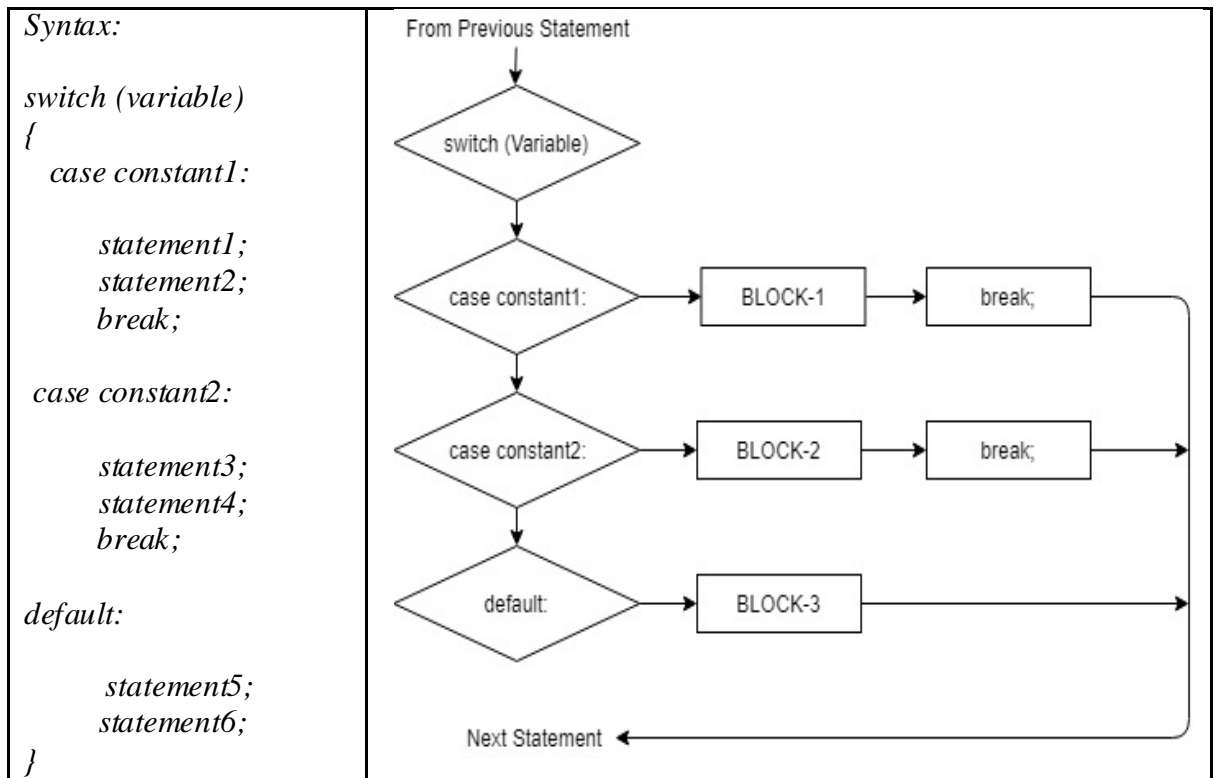 Syntax:
switch (variable)
{
case constant1:
statement1;
statement2;
break;
case constant2:
statement3;
statement4;
break;
default:
statement5;
statement6;
}
From Previous Statement
switch (Variable)
case constant1:
BLOCK-1
break;
case constant2:
BLOCK-2
break;
default:
BLOCK-3
Next Statement